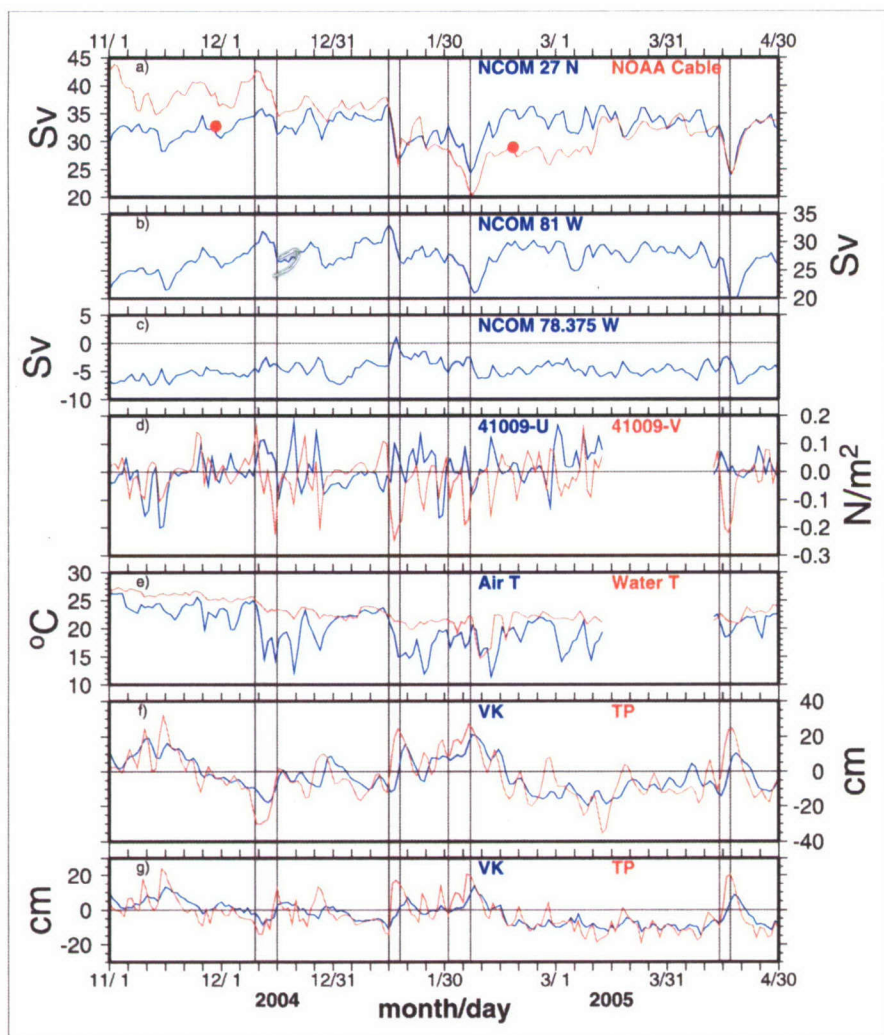 11/ 1 12/ 1 12/31 1/30 3/ 1 3/31 4/30
45 a) NCOM 27 N NOAA Cable
40
35
30
25
20
Sv
b) NCOM 81 W 35
30
25
20
Sv
5 c) NCOM 78.375 W
0
-5
-10
Sv
d) 41009-U 41009-V 0.2
0.1
0.0
-0.1
-0.2
-0.3
N/m2
30 e) Air T Water T
25
20
15
10
oC
f) VK TP 40
20
0
-20
-40
cm
g) VK TP
20
0
-20
cm
11/ 1 12/ 1 12/31 1/30 3/ 1 3/31 4/30
2004 month/day 2005